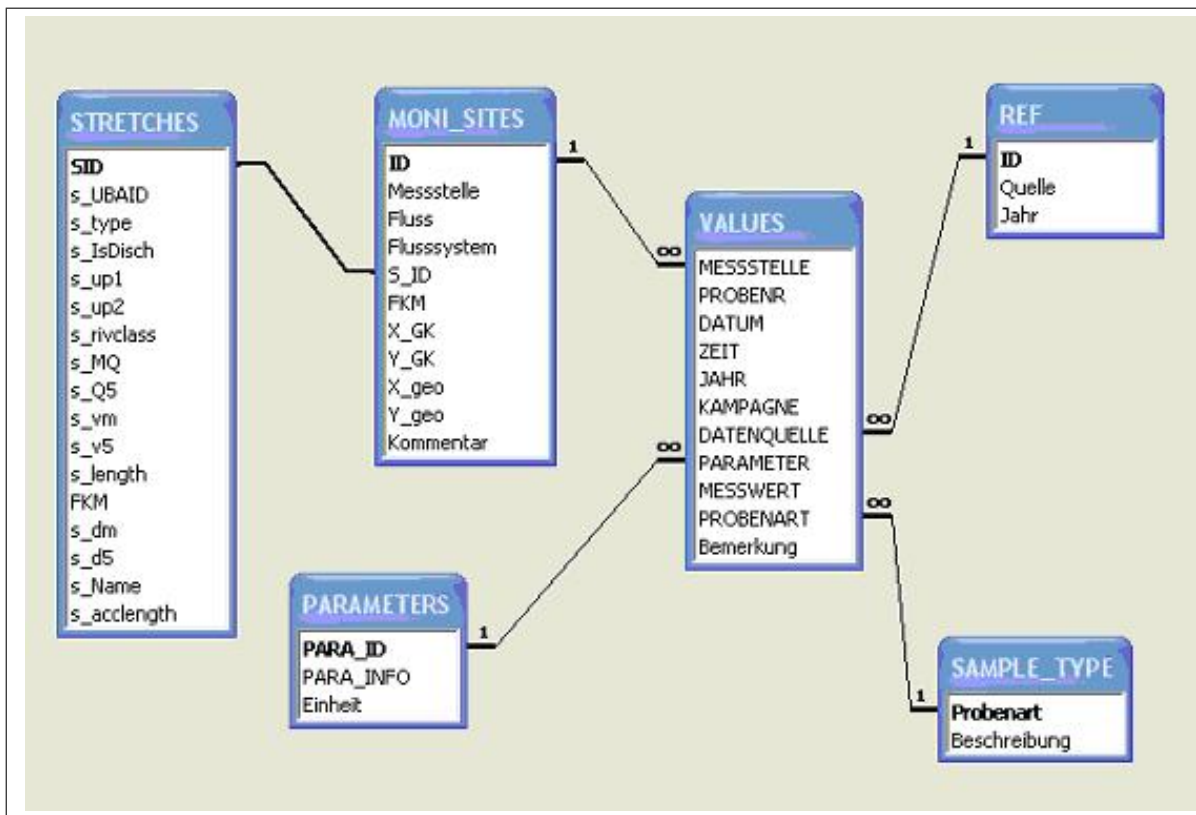 STRETCHES
SID
s_UBAID
s_type
s_IsDisch
s_up1
s_up2
s_rivclass
s_MQ
s_Q5
s_vm
s_v5
s_length
FKM
s_dm
s_d5
s_Name
s_acclength
MONI_SITES
ID
Messstelle
Fluss
Flusssystem
S_ID
FKM
X_GK
Y_GK
X_geo
Y_geo
Kommentar
1
∞
VALUES
MESSSTELLE
PROBENR
DATUM
ZEIT
JAHR
KAMPAGNE
DATENQUELLE
PARAMETER
MESSWERT
PROBENART
Bemerkung
REF
ID
Quelle
Jahr
1
∞
PARAMETERS
PARA_ID
PARA_INFO
Einheit
1
∞
SAMPLE_TYPE
Probenart
Beschreibung
1
∞